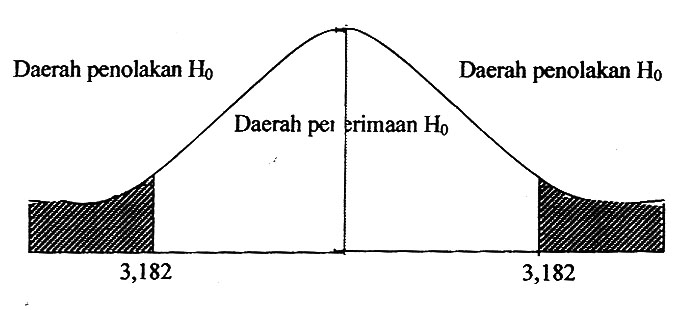 Daerah penolakan H₀
Daerah penolakan H₀
Daerah penerimaan H₀
3,182
3,182